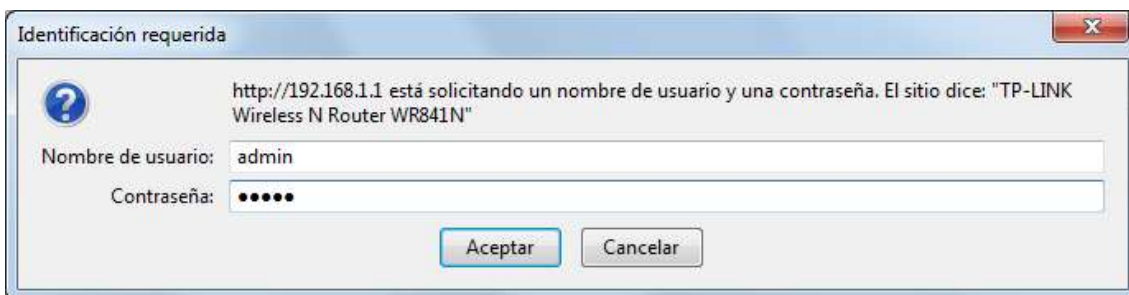 Identificación requerida
http://192.168.1.1 está solicitando un nombre de usuario y una contraseña. El sitio dice: "TP-LINK
Wireless N Router WR841N"
Nombre de usuario: admin
Contraseña: •••••
Aceptar Cancelar